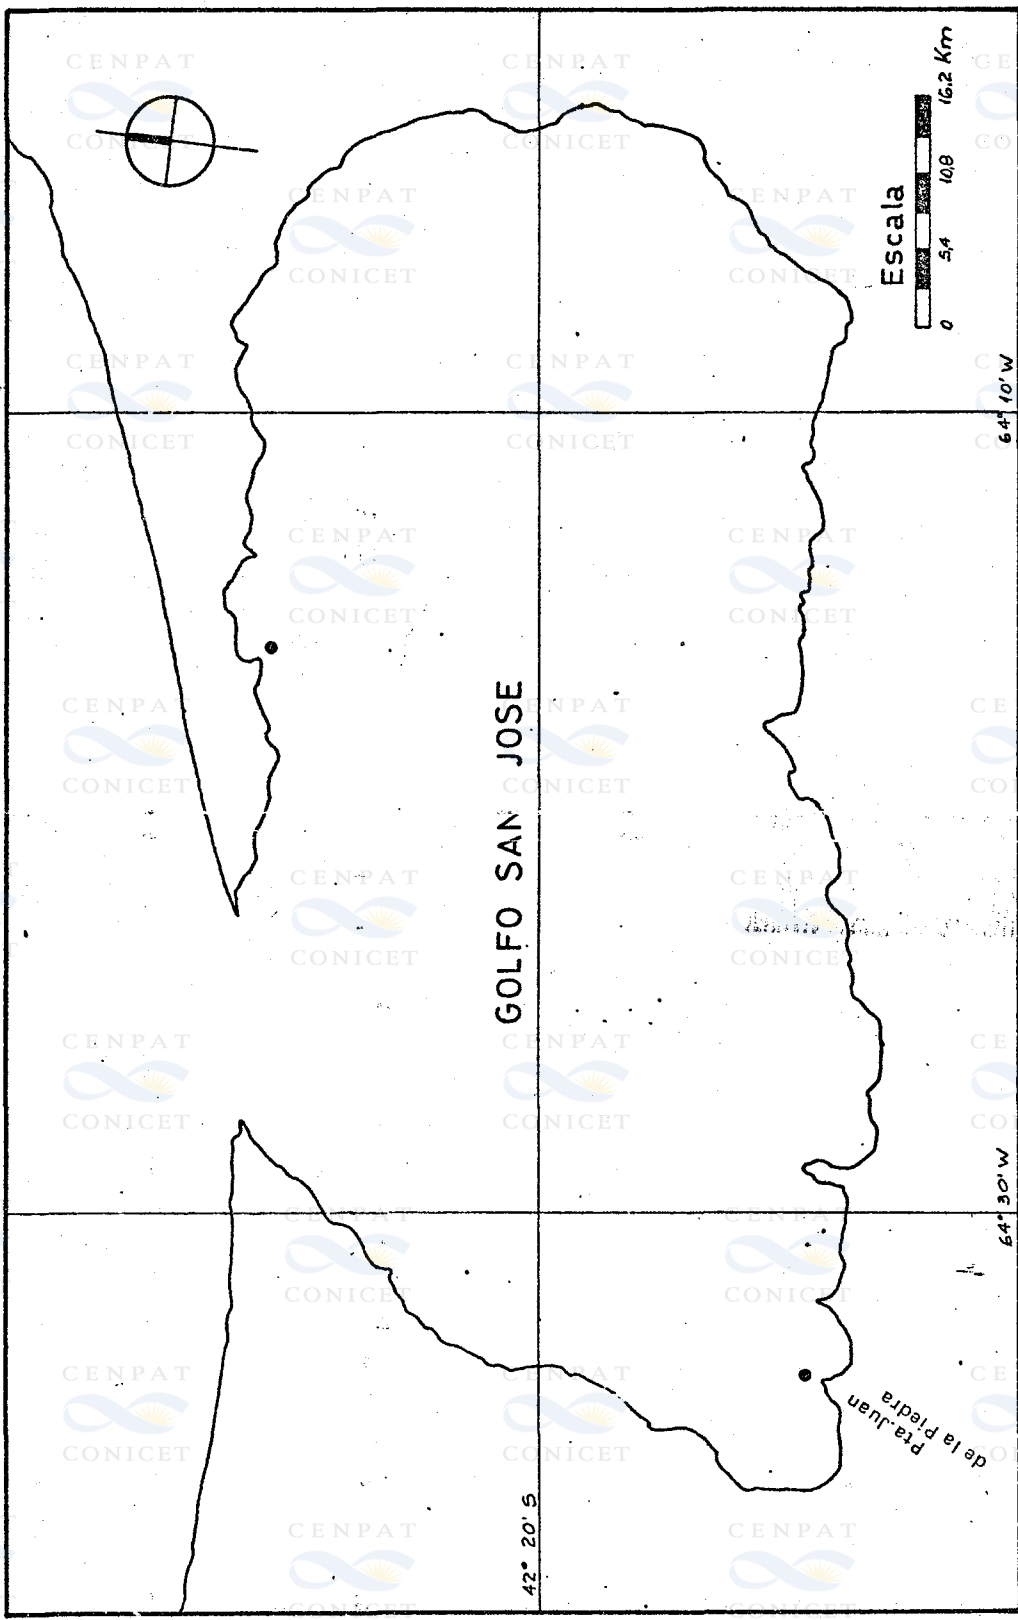 GOLFO SAN JOSE
Escala
0 5,4 10,8 16,2 Km
64° 10' W
64° 30' W
42° 20' S
Pta. Juan
de la Piedra
CENPAT
CONICET